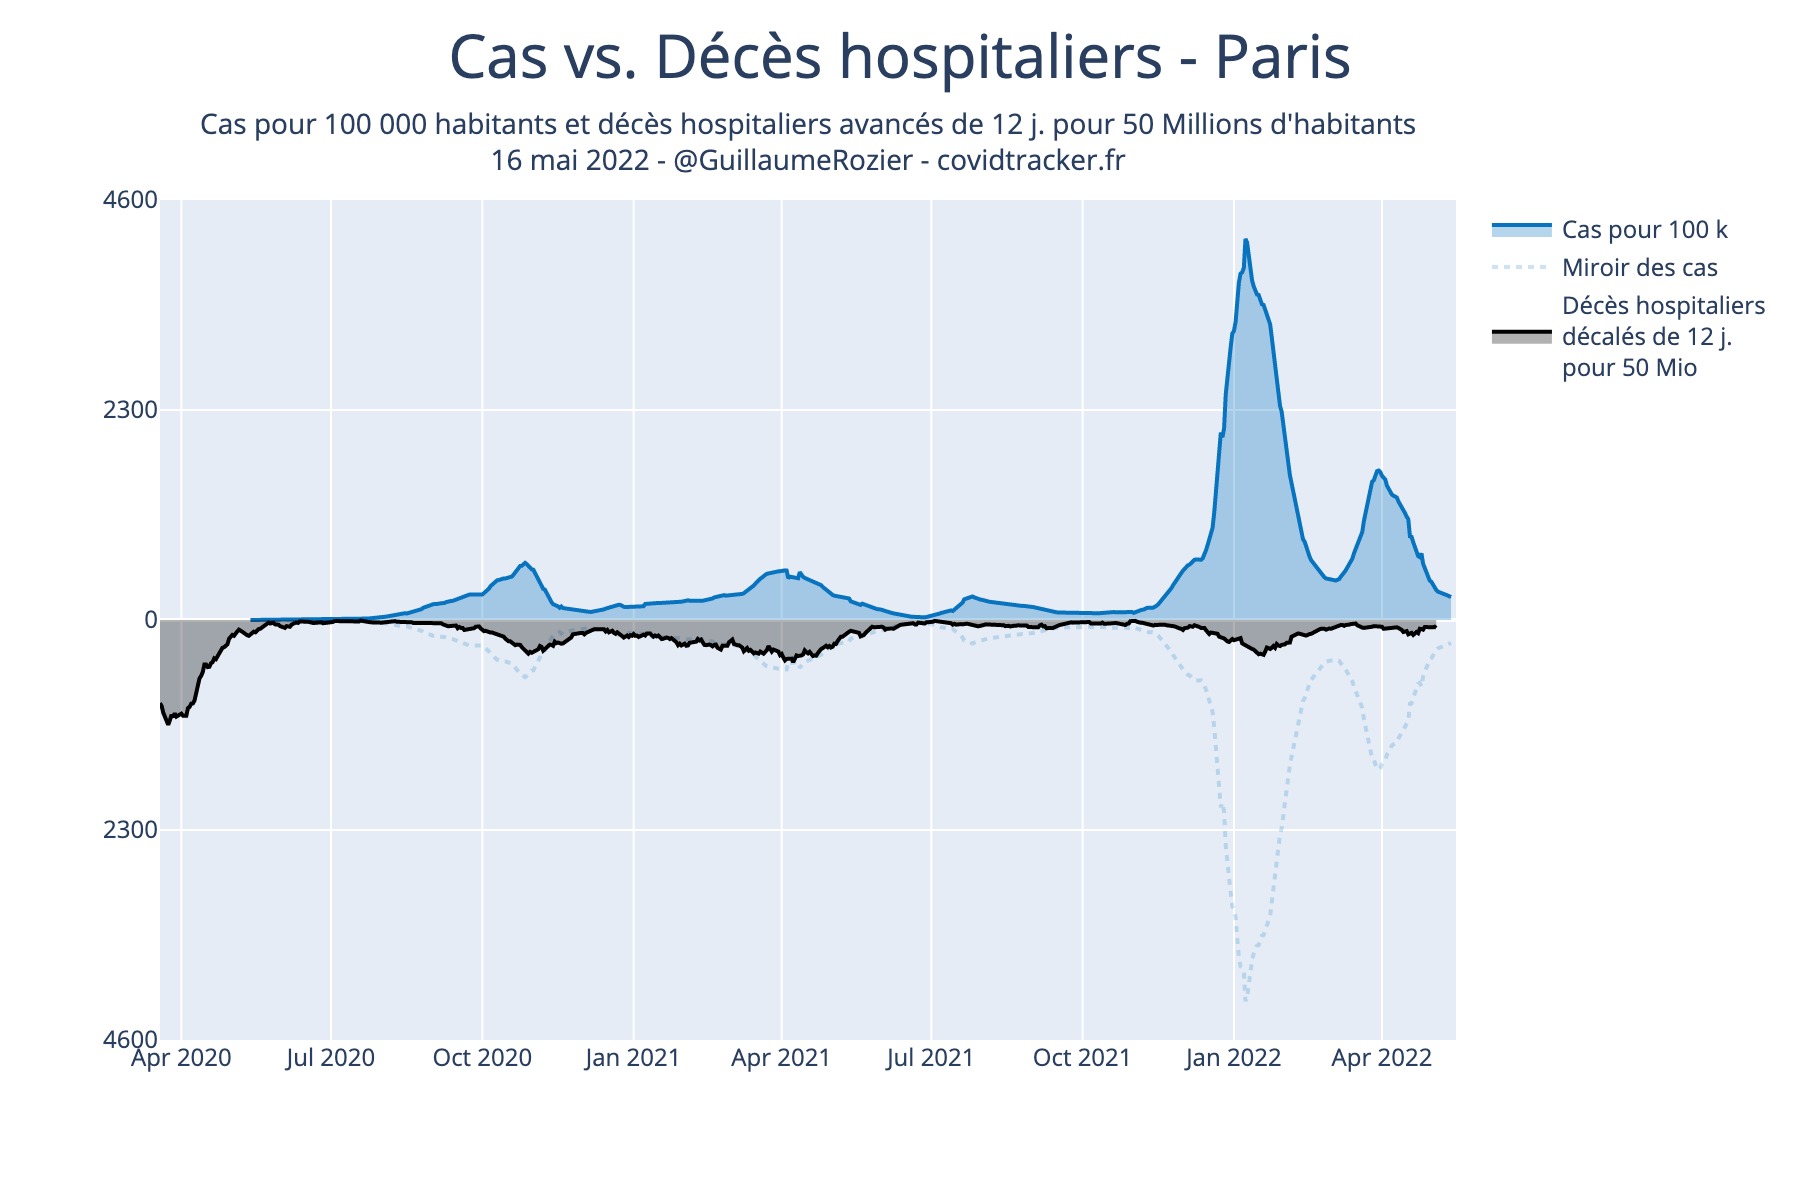 Cas vs. Décès hospitaliers - Paris
Cas pour 100 000 habitants et décès hospitaliers avancés de 12 j. pour 50 Millions d'habitants
16 mai 2022 - @GuillaumeRozier - covidtracker.fr
4600
2300
0
2300
4600
Apr 2020 Jul 2020 Oct 2020 Jan 2021 Apr 2021 Jul 2021 Oct 2021 Jan 2022 Apr 2022
Cas pour 100 k
Miroir des cas
Décès hospitaliers
décalés de 12 j.
pour 50 Mio